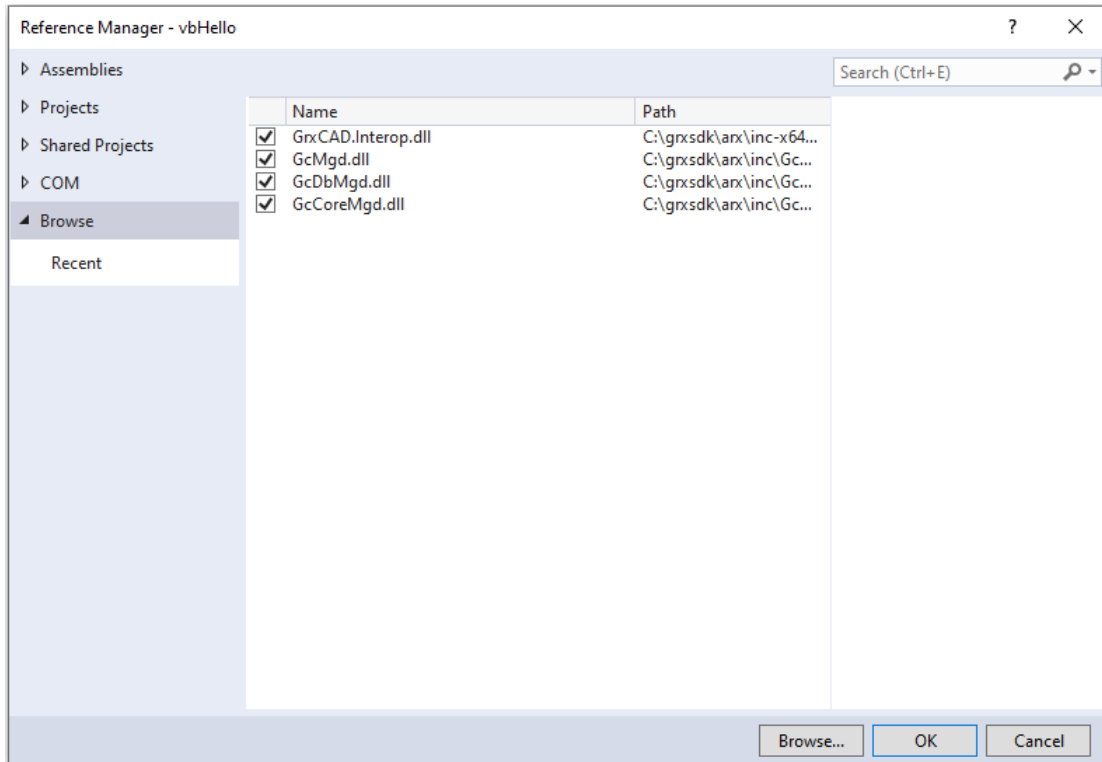 Reference Manager - vbHello
?
Assemblies
Search (Ctrl+E)
Projects
Shared Projects
COM
Browse
Recent
Name Path
GrxCAD.Interop.dll C:\grxsdk\arx\inc-x64...
GcMgd.dll C:\grxsdk\arx\inc\Gc...
GcDbMgd.dll C:\grxsdk\arx\inc\Gc...
GcCoreMgd.dll C:\grxsdk\arx\inc\Gc...
Browse... OK Cancel